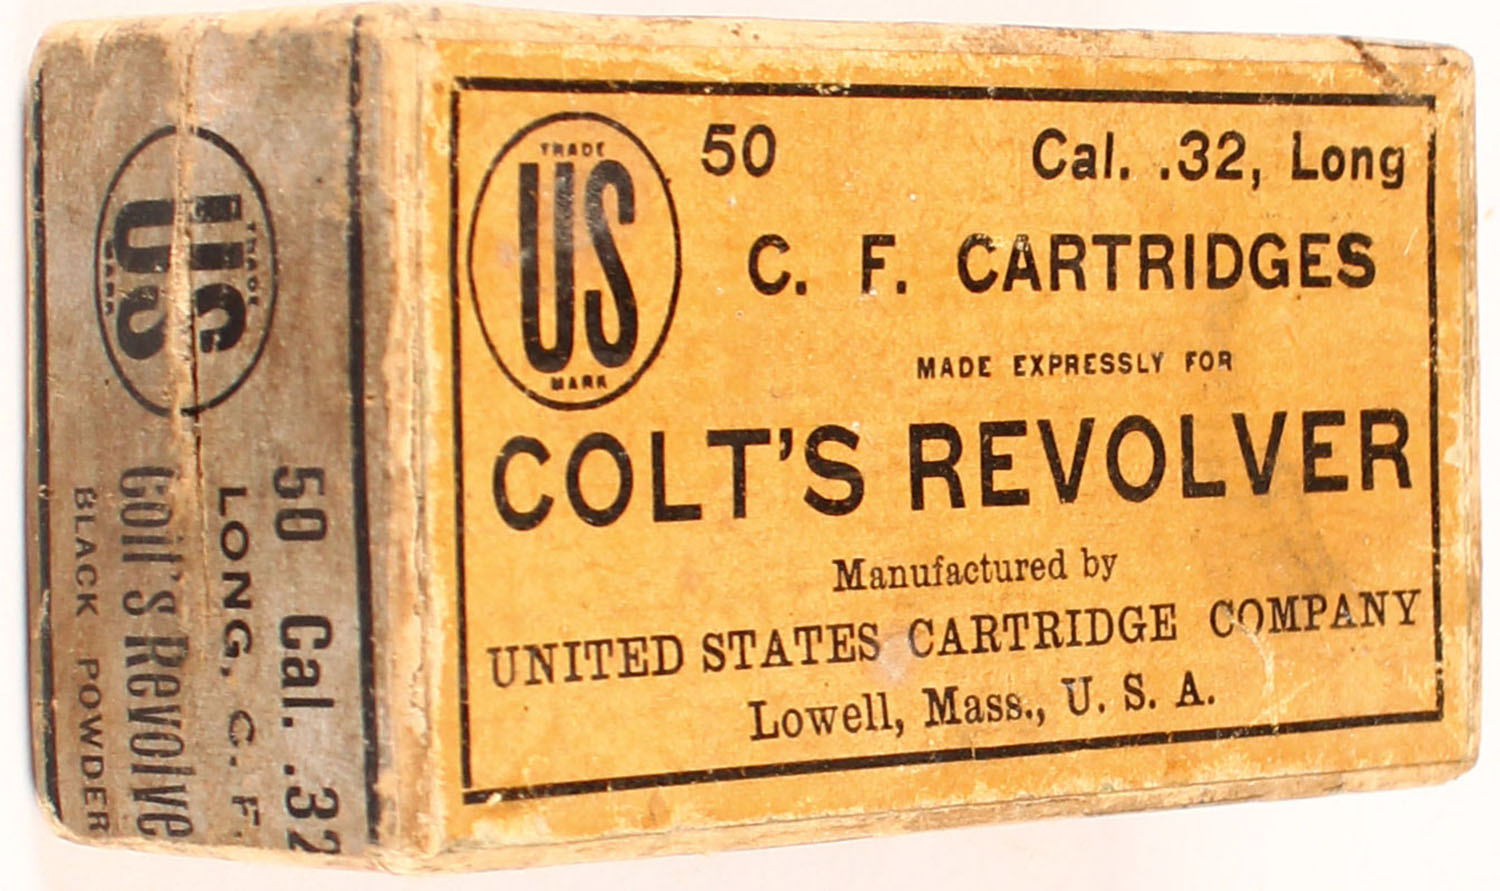 TRADE
US
MARK
50 Cal. .32, Long
C. F. CARTRIDGES
MADE EXPRESSLY FOR
COLT'S REVOLVER
Manufactured by
UNITED STATES CARTRIDGE COMPANY
Lowell, Mass., U. S. A.
TRADE
US
MARK
50 Cal. .32
LONG, C. F.
Colt's Revolve
BLACK POWDER